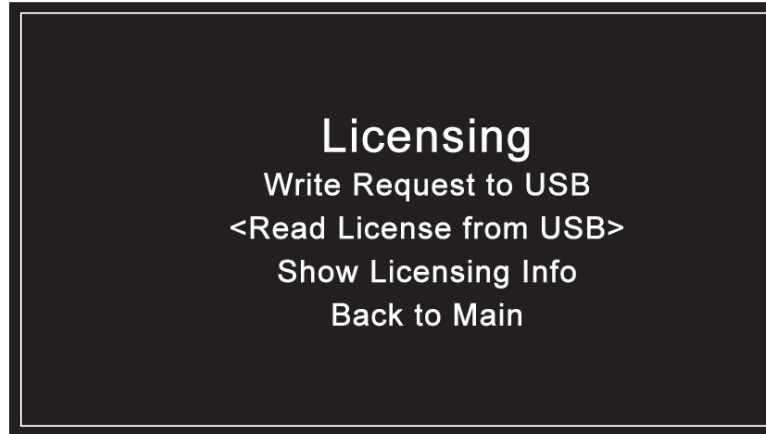 Licensing
Write Request to USB
<Read License from USB>
Show Licensing Info
Back to Main